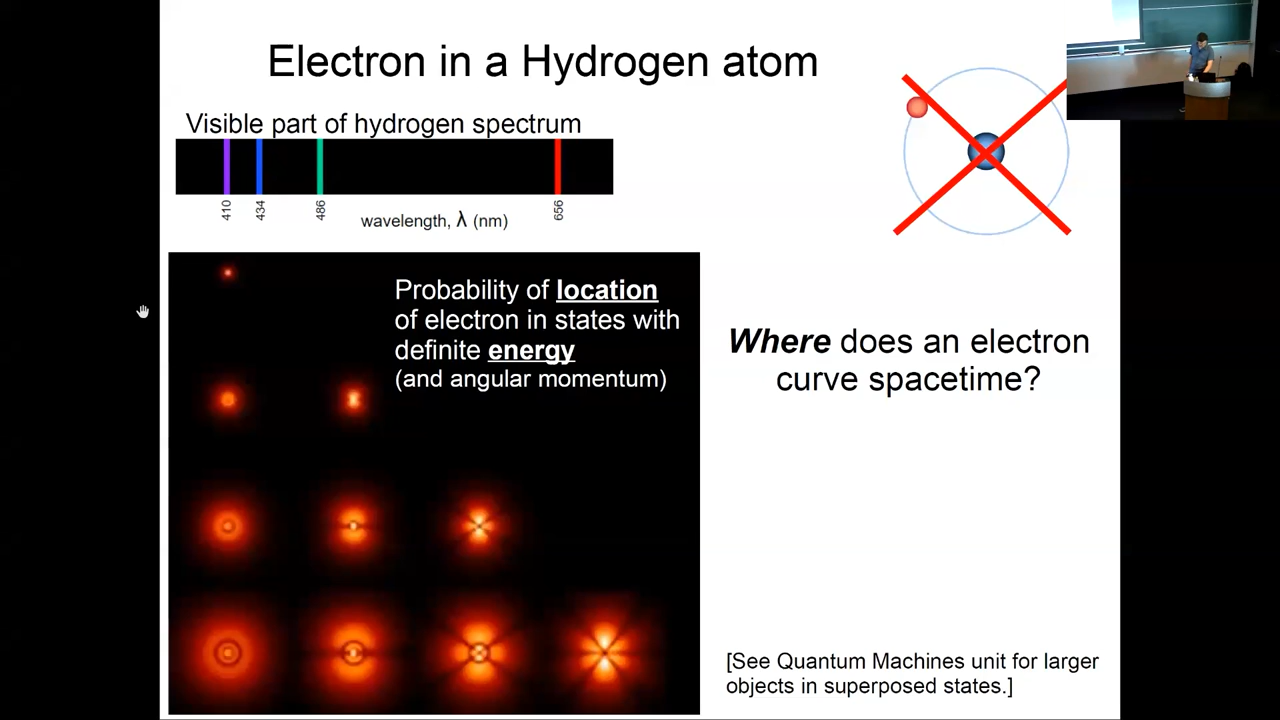 Electron in a Hydrogen atom
Visible part of hydrogen spectrum
410
434
486
656
wavelength, λ (nm)
Probability of location
of electron in states with
definite energy
(and angular momentum)
Where does an electron
curve spacetime?
[See Quantum Machines unit for larger
objects in superposed states.]